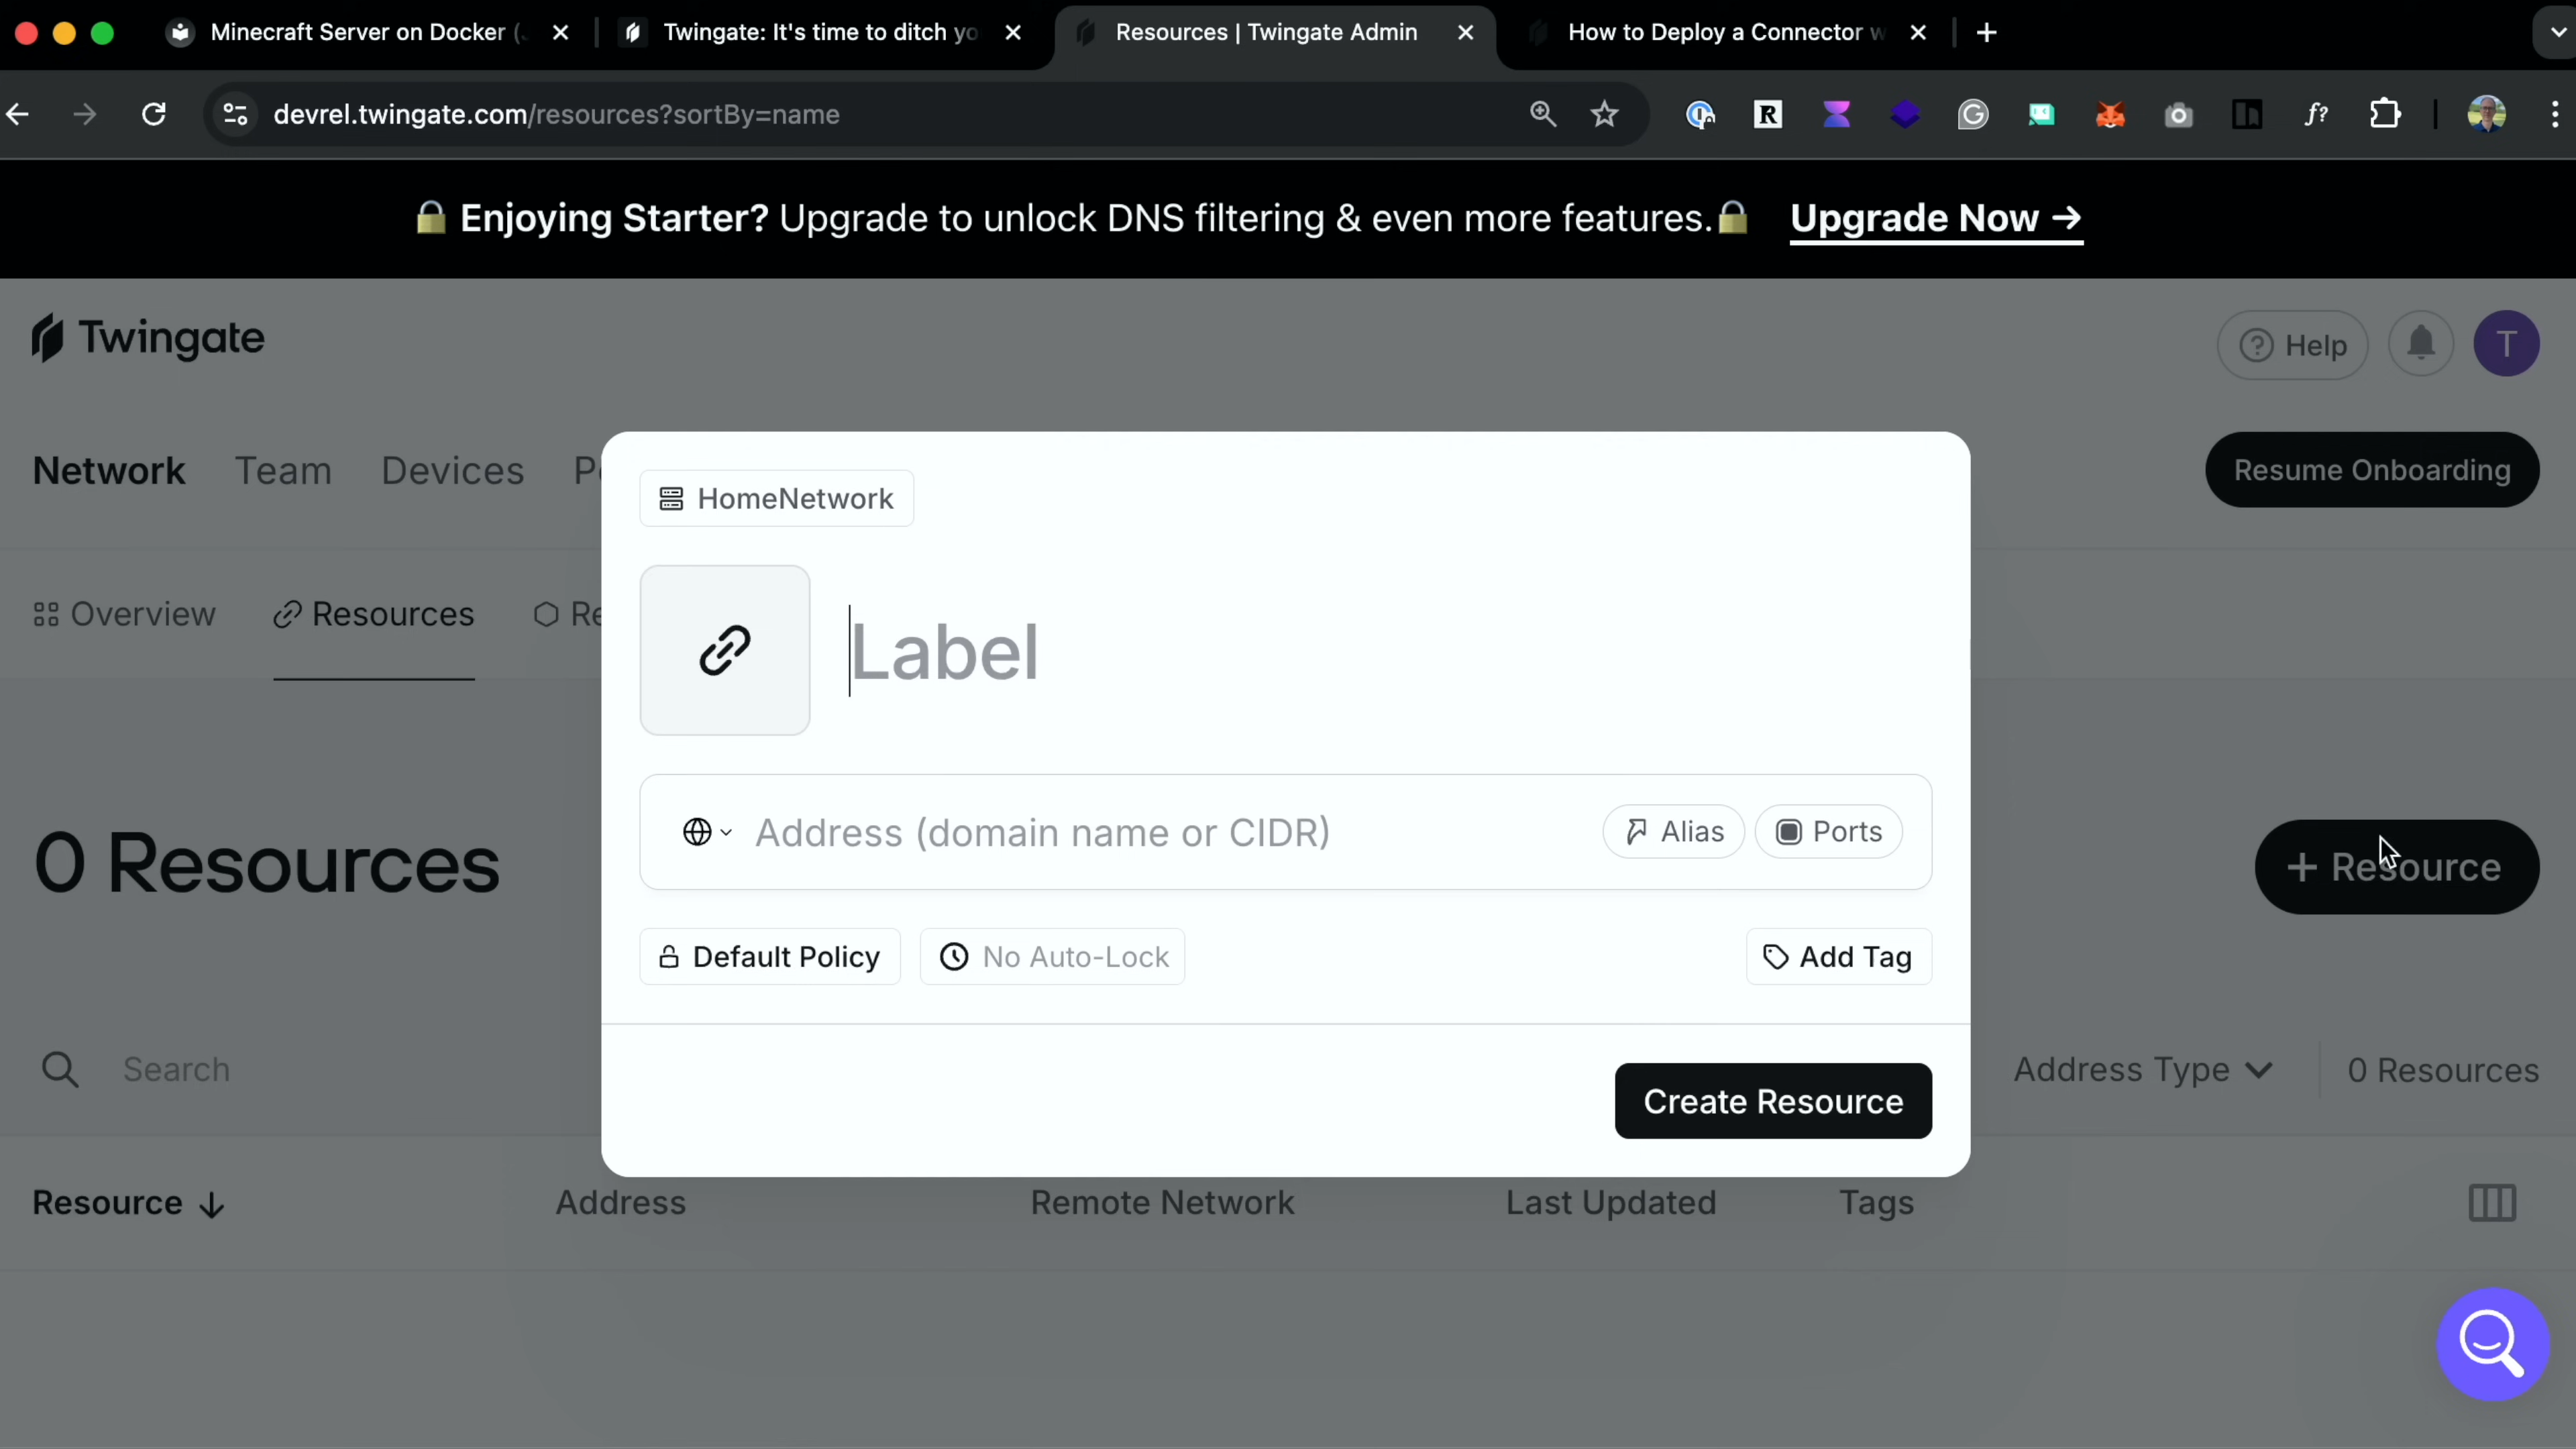 Minecraft Server on Docker (
Twingate: It's time to ditch yo
Resources | Twingate Admin
How to Deploy a Connector w
devrel.twingate.com/resources?sortBy=name
Enjoying Starter? Upgrade to unlock DNS filtering & even more features. Upgrade Now →
Twingate
Help
T
Network Team Devices
Resume Onboarding
HomeNetwork
Overview Resources Re
Label
0 Resources
Address (domain name or CIDR)
Alias
Ports
+ Resource
Default Policy
No Auto-Lock
Add Tag
Search
Address Type
0 Resources
Create Resource
Resource ↓ Address Remote Network Last Updated Tags